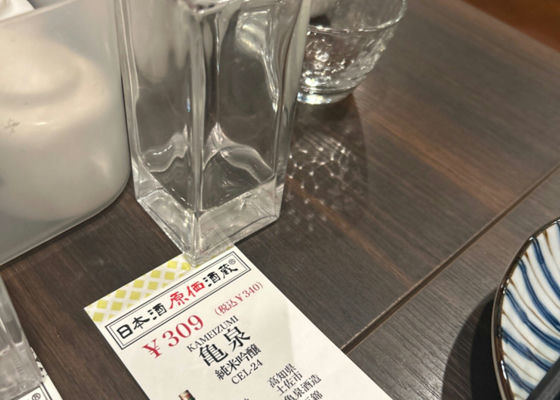 日本酒原価酒蔵®
¥309 (税込¥340)
KAMEIZUMI
亀泉
純米吟醸
CEL-24
高知県
土佐市
亀泉酒造